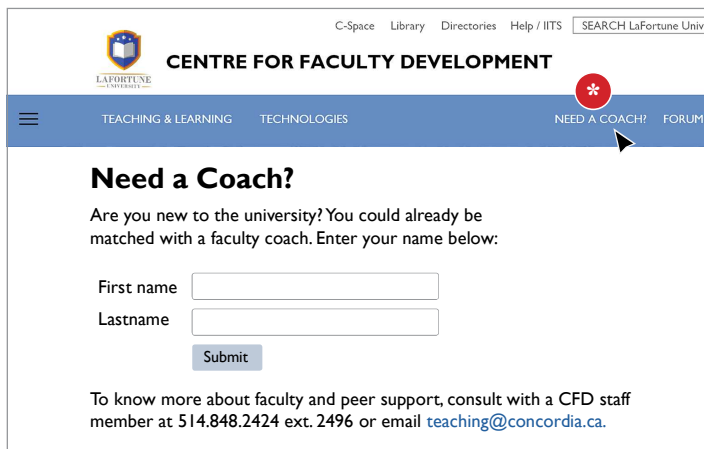 C-Space Library Directories Help / IITS SEARCH LaFortune Univ
LAFORTUNE
UNIVERSITY
CENTRE FOR FACULTY DEVELOPMENT
*
TEACHING & LEARNING TECHNOLOGIES NEED A COACH? FORUM
Need a Coach?
Are you new to the university? You could already be
matched with a faculty coach. Enter your name below:
First name
Lastname
Submit
To know more about faculty and peer support, consult with a CFD staff
member at 514.848.2424 ext. 2496 or email teaching@concordia.ca.